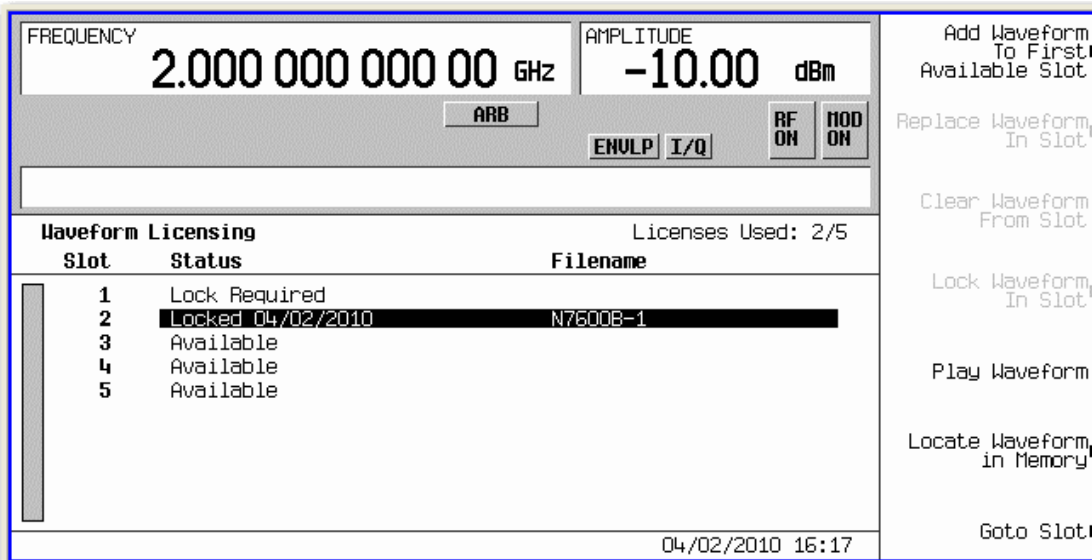 FREQUENCY
2.000 000 000 00 GHz
AMPLITUDE
-10.00 dBm
ARB
ENVLP I/Q
RF ON
MOD ON
Waveform Licensing Licenses Used: 2/5
Slot Status Filename
1 Lock Required
2 Locked 04/02/2010 N7600B-1
3 Available
4 Available
5 Available
04/02/2010 16:17
Add Waveform
To First
Available Slot
Replace Waveform
In Slot
Clear Waveform
From Slot
Lock Waveform
In Slot
Play Waveform
Locate Waveform
in Memory
Goto Slot